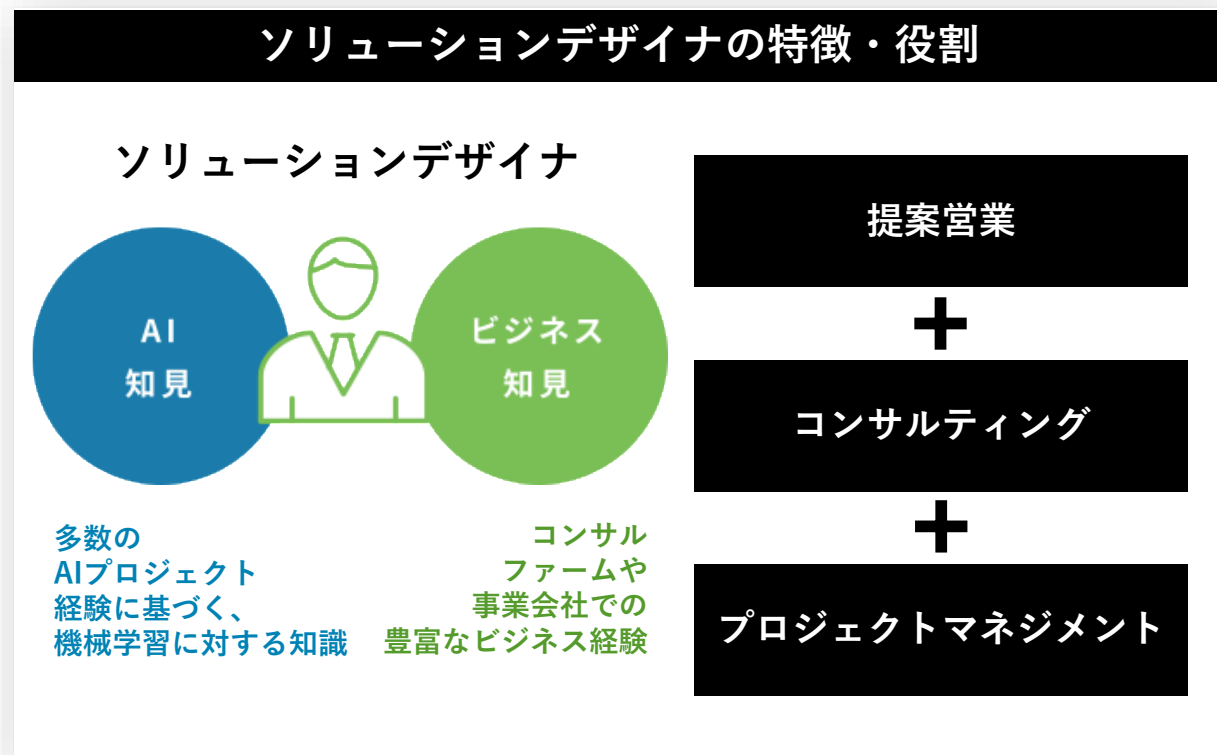 ソリューションデザイナの特徴・役割
ソリューションデザイナ
AI
知見
ビジネス
知見
多数の
AIプロジェクト
経験に基づく、
機械学習に対する知識
コンサル
ファームや
事業会社での
豊富なビジネス経験
提案営業
+
コンサルティング
+
プロジェクトマネジメント